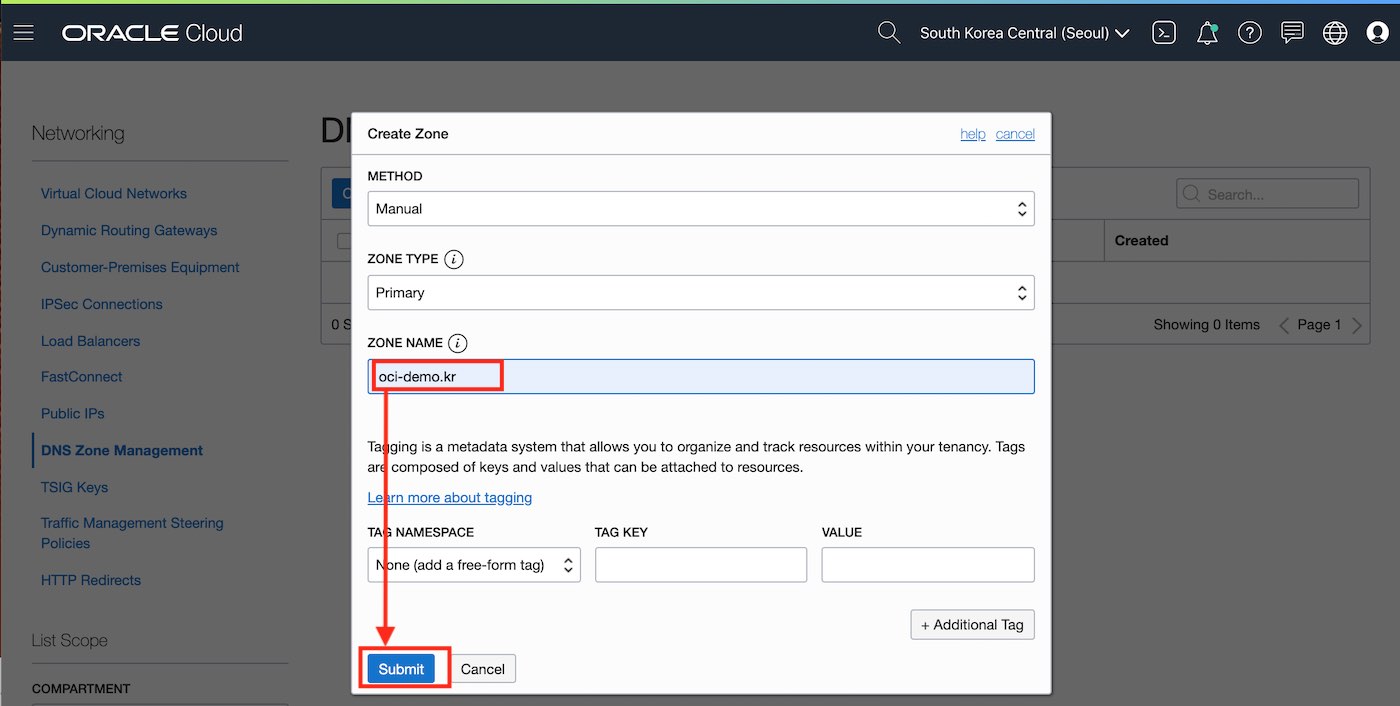 ORACLE Cloud
South Korea Central (Seoul)
Networking
Virtual Cloud Networks
Dynamic Routing Gateways
Customer-Premises Equipment
IPSec Connections
Load Balancers
FastConnect
Public IPs
DNS Zone Management
TSIG Keys
Traffic Management Steering
Policies
HTTP Redirects
List Scope
COMPARTMENT
Search...
Created
Showing 0 Items
Page 1
Create Zone
help cancel
METHOD
Manual
ZONE TYPE
Primary
ZONE NAME
oci-demo.kr
Tagging is a metadata system that allows you to organize and track resources within your tenancy. Tags
are composed of keys and values that can be attached to resources.
Learn more about tagging
TAG NAMESPACE TAG KEY VALUE
None (add a free-form tag)
+ Additional Tag
Submit Cancel